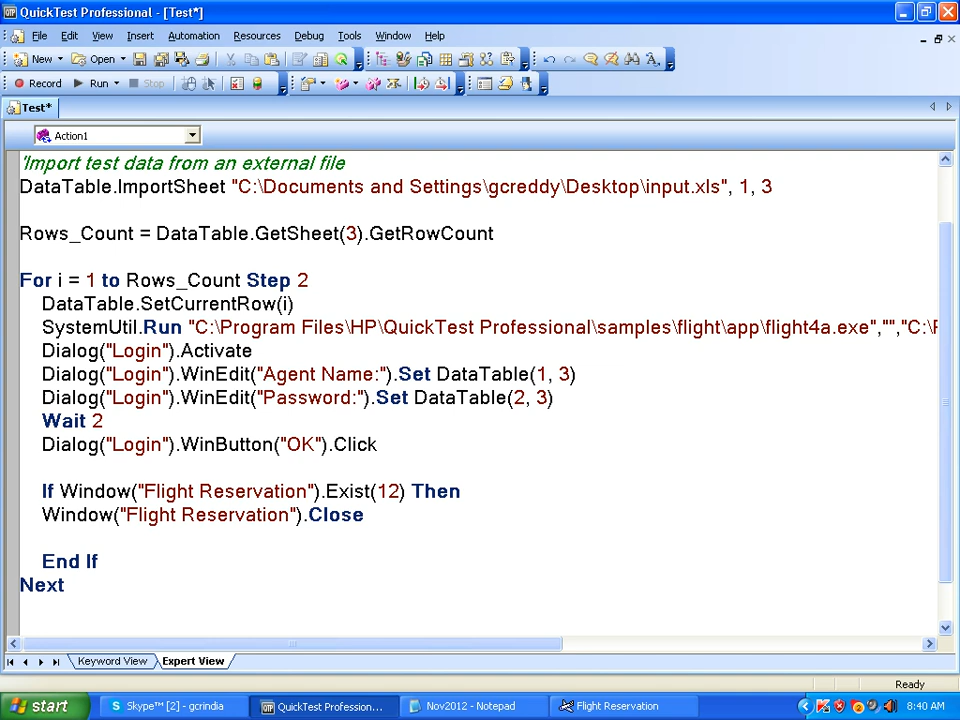 QuickTest Professional - [Test*]
File Edit View Insert Automation Resources Debug Tools Window Help
New Open
Record Run Stop
Test*
Action1
'Import test data from an external file
DataTable.ImportSheet "C:\Documents and Settings\gcreddy\Desktop\input.xls", 1, 3
Rows_Count = DataTable.GetSheet(3).GetRowCount
For i = 1 to Rows_Count Step 2
DataTable.SetCurrentRow(i)
SystemUtil.Run "C:\Program Files\HP\QuickTest Professional\samples\flight\app\flight4a.exe","","C:\
Dialog("Login").Activate
Dialog("Login").WinEdit("Agent Name:").Set DataTable(1, 3)
Dialog("Login").WinEdit("Password:").Set DataTable(2, 3)
Wait 2
Dialog("Login").WinButton("OK").Click
If Window("Flight Reservation").Exist(12) Then
Window("Flight Reservation").Close
End If
Next
Keyword View Expert View
Ready
start Skype™ [2] - gcrindia QuickTest Profession... Nov2012 - Notepad Flight Reservation 8:40 AM